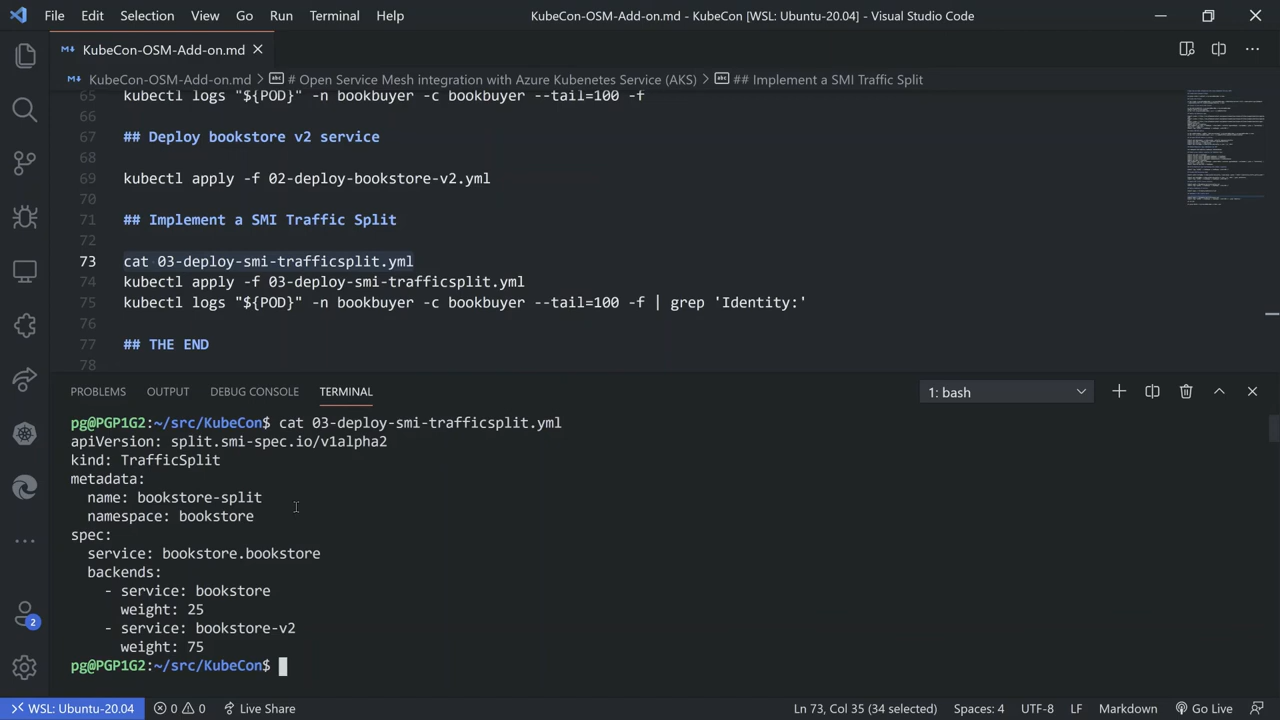 File Edit Selection View Go Run Terminal Help KubeCon-OSM-Add-on.md - KubeCon [WSL: Ubuntu-20.04] - Visual Studio Code
KubeCon-OSM-Add-on.md
KubeCon-OSM-Add-on.md > # Open Service Mesh integration with Azure Kubenetes Service (AKS) > ## Implement a SMI Traffic Split
65 kubectl logs "${POD}" -n bookbuyer -c bookbuyer --tail=100 -f
66
67 ## Deploy bookstore v2 service
68
69 kubectl apply -f 02-deploy-bookstore-v2.yml
70
71 ## Implement a SMI Traffic Split
72
73 cat 03-deploy-smi-trafficsplit.yml
74 kubectl apply -f 03-deploy-smi-trafficsplit.yml
75 kubectl logs "${POD}" -n bookbuyer -c bookbuyer --tail=100 -f | grep 'Identity:'
76
77 ## THE END
78
PROBLEMS OUTPUT DEBUG CONSOLE TERMINAL 1: bash
pg@PGP1G2:~/src/KubeCon$ cat 03-deploy-smi-trafficsplit.yml
apiVersion: split.smi-spec.io/v1alpha2
kind: TrafficSplit
metadata:
  name: bookstore-split
  namespace: bookstore
spec:
  service: bookstore.bookstore
  backends:
    - service: bookstore
      weight: 25
    - service: bookstore-v2
      weight: 75
pg@PGP1G2:~/src/KubeCon$
2
WSL: Ubuntu-20.04 0 0 Live Share Ln 73, Col 35 (34 selected) Spaces: 4 UTF-8 LF Markdown Go Live